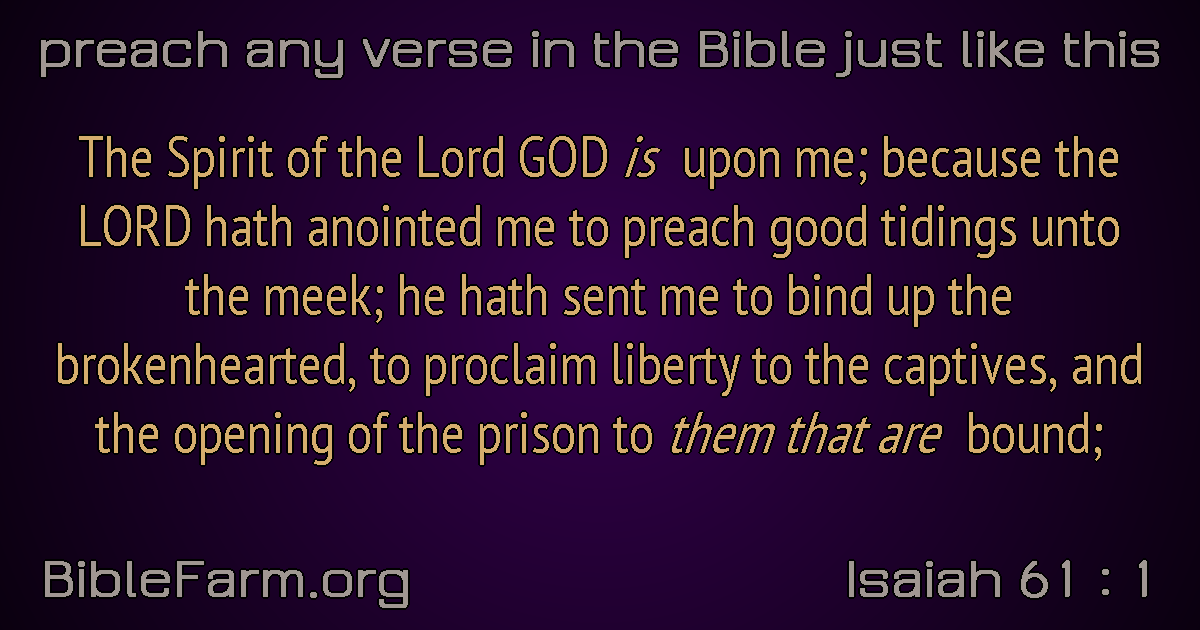 preach any verse in the Bible just like this
The Spirit of the Lord GOD is upon me; because the
LORD hath anointed me to preach good tidings unto
the meek; he hath sent me to bind up the
brokenhearted, to proclaim liberty to the captives, and
the opening of the prison to them that are bound;
BibleFarm.org
Isaiah 61 : 1